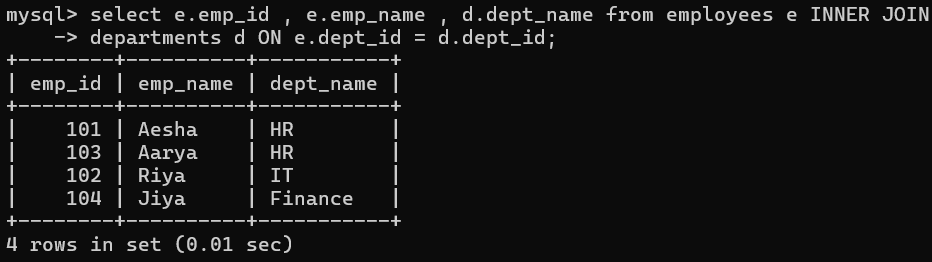 mysql> select e.emp_id , e.emp_name , d.dept_name from employees e INNER JOIN
    -> departments d ON e.dept_id = d.dept_id;
+--------+----------+-----------+
| emp_id | emp_name | dept_name |
+--------+----------+-----------+
|    101 | Aesha    | HR        |
|    103 | Aarya    | HR        |
|    102 | Riya     | IT        |
|    104 | Jiya     | Finance   |
+--------+----------+-----------+
4 rows in set (0.01 sec)